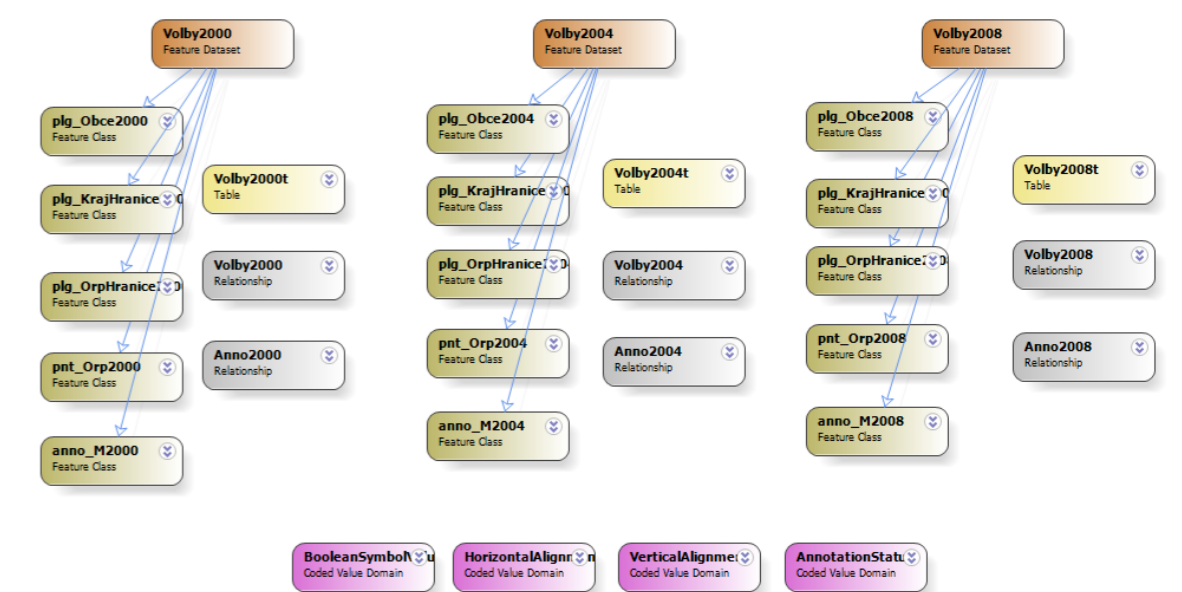 Volby2000
Feature Dataset
plg_Obce2000
Feature Class
plg_KrajHranice
Feature Class
plg_OrpHranice
Feature Class
pnt_Orp2000
Feature Class
anno_M2000
Feature Class
Volby2000t
Table
Volby2000
Relationship
Anno2000
Relationship
Volby2004
Feature Dataset
plg_Obce2004
Feature Class
plg_KrajHranice
Feature Class
plg_OrpHranice
Feature Class
pnt_Orp2004
Feature Class
anno_M2004
Feature Class
Volby2004t
Table
Volby2004
Relationship
Anno2004
Relationship
Volby2008
Feature Dataset
plg_Obce2008
Feature Class
plg_KrajHranice
Feature Class
plg_OrpHranice
Feature Class
pnt_Orp2008
Feature Class
anno_M2008
Feature Class
Volby2008t
Table
Volby2008
Relationship
Anno2008
Relationship
BooleanSymbol
Coded Value Domain
HorizontalAlignm
Coded Value Domain
VerticalAlignme
Coded Value Domain
AnnotationStatu
Coded Value Domain